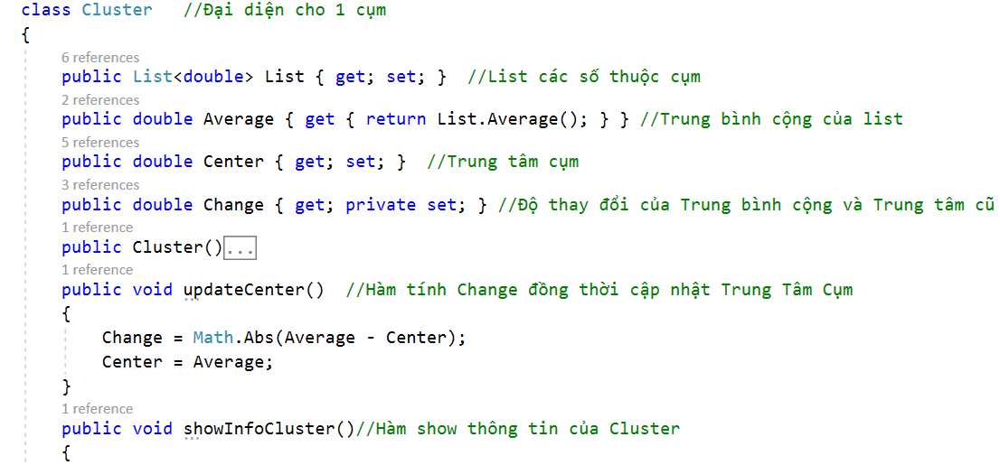 class Cluster   //Đại diện cho 1 cụm
{
6 references
public List<double> List { get; set; }  //List các số thuộc cụm
2 references
public double Average { get { return List.Average(); } } //Trung bình cộng của list
5 references
public double Center { get; set; }  //Trung tâm cụm
3 references
public double Change { get; private set; } //Độ thay đổi của Trung bình cộng và Trung tâm cũ
1 reference
public Cluster()...
1 reference
public void updateCenter()  //Hàm tính Change đồng thời cập nhật Trung Tâm Cụm
{
Change = Math.Abs(Average - Center);
Center = Average;
}
1 reference
public void showInfoCluster()//Hàm show thông tin của Cluster
{